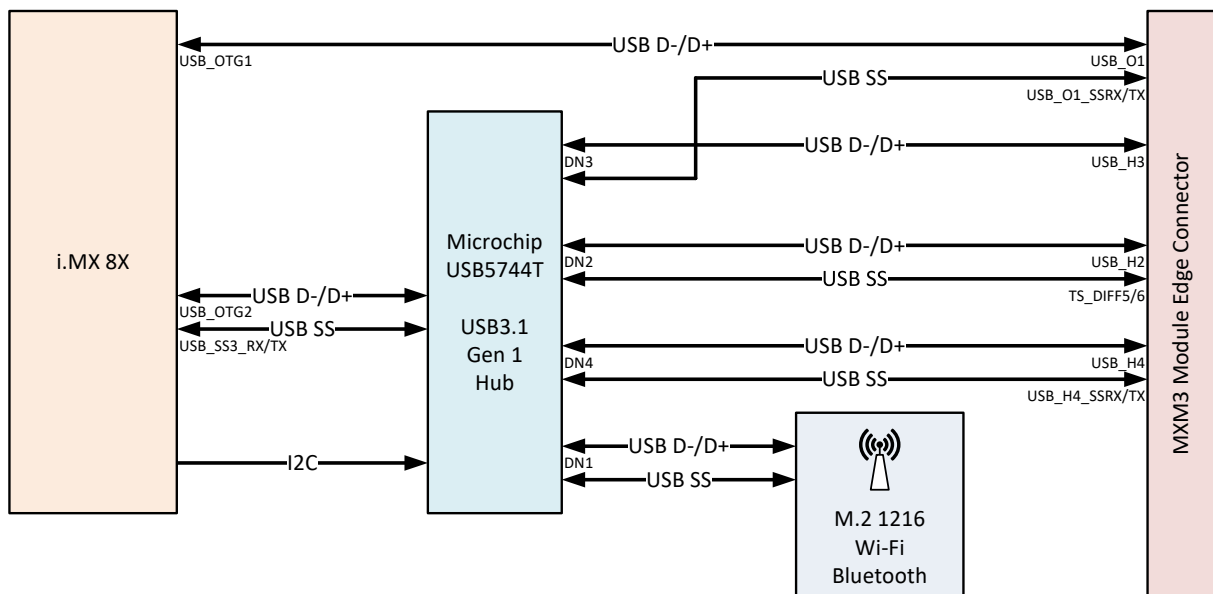 USB D-/D+
USB_OTG1
USB_O1
USB SS
USB_O1_SSRX/TX
USB D-/D+
DN3
USB_H3
i.MX 8X
Microchip
USB5744T
USB3.1
Gen 1
Hub
USB D-/D+
DN2
USB_H2
USB SS
TS_DIFF5/6
USB D-/D+
USB_OTG2
USB SS
USB_SS3_RX/TX
USB D-/D+
DN4
USB_H4
USB SS
USB_H4_SSRX/TX
I2C
USB D-/D+
DN1
USB SS
M.2 1216
Wi-Fi
Bluetooth
MXM3 Module Edge Connector